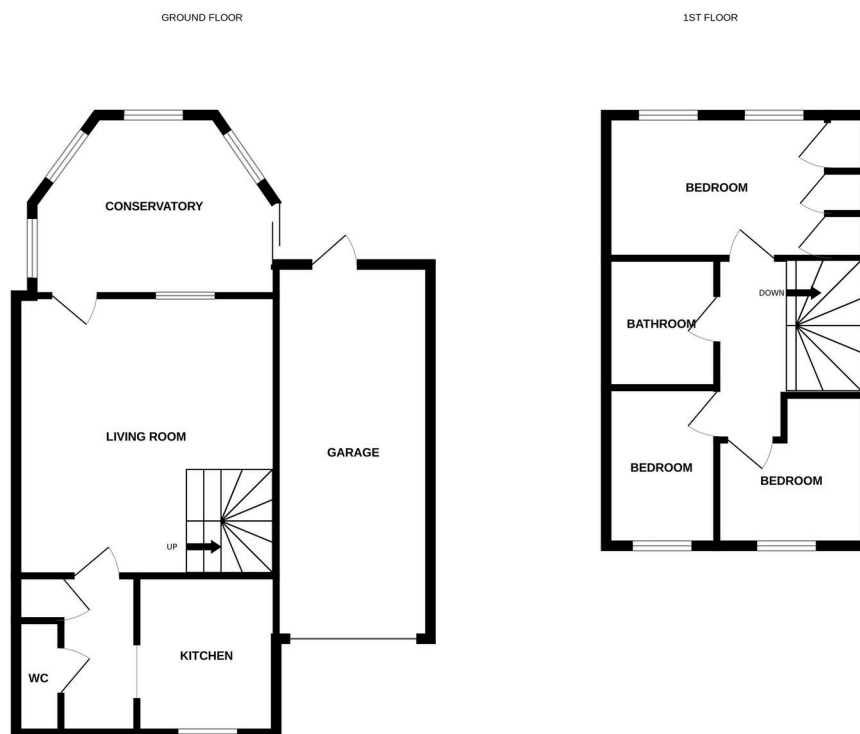 GROUND FLOOR
CONSERVATORY
LIVING ROOM
GARAGE
UP
KITCHEN
WC
1ST FLOOR
BEDROOM
DOWN
BATHROOM
BEDROOM
BEDROOM